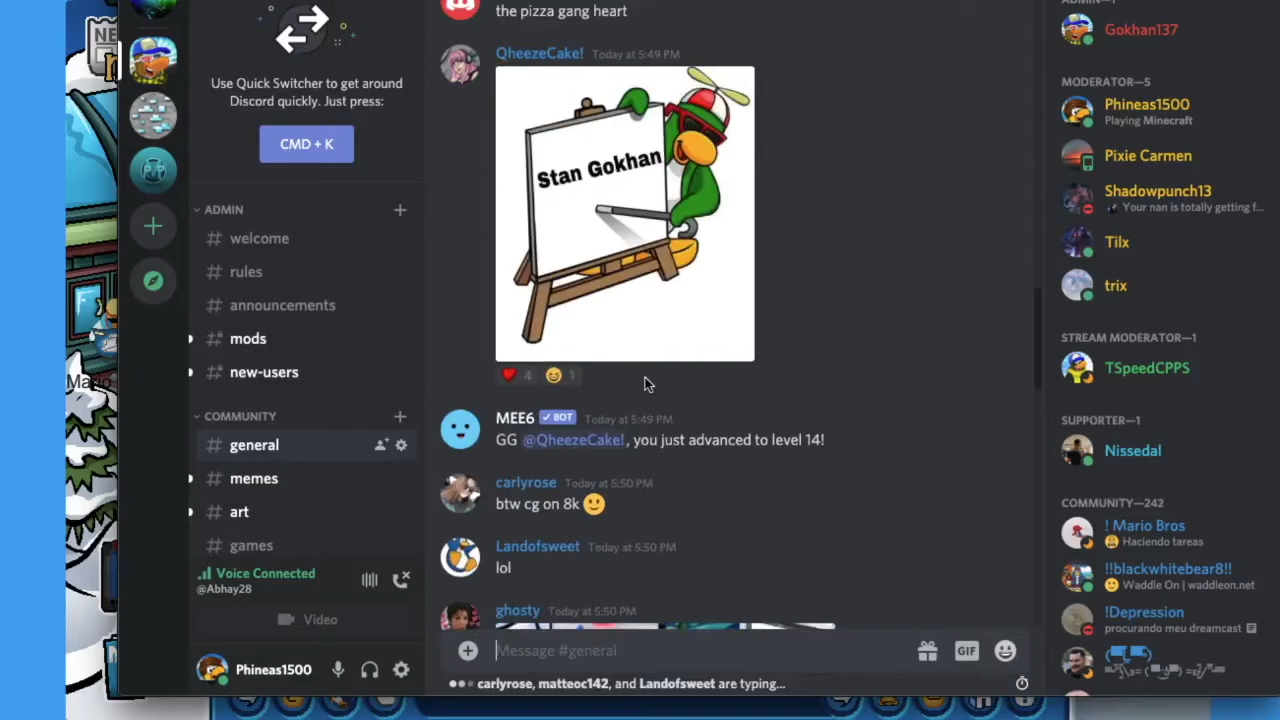 NE
Use Quick Switcher to get around
Discord quickly. Just press:
CMD + K
ADMIN
# welcome
# rules
# announcements
# mods
# new-users
COMMUNITY
# general
# memes
# art
# games
Voice Connected
@Abhay28
Video
Phineas1500
the pizza gang heart
QheezeCake! Today at 5:49 PM
Stan Gokhan
4 1
MEE6 ✓ BOT Today at 5:49 PM
GG @QheezeCake!, you just advanced to level 14!
carlyrose Today at 5:50 PM
btw cg on 8k 🙂
Landofsweet Today at 5:50 PM
lol
ghosty Today at 5:50 PM
Message #general
GIF
carlyrose, matteoc142, and Landofsweet are typing...
ADMIN—1
Gokhan137
MODERATOR—5
Phineas1500
Playing Minecraft
Pixie Carmen
Shadowpunch13
Your nan is totally getting f...
Tilx
trix
STREAM MODERATOR—1
TSpeedCPPS
SUPPORTER—1
Nissedal
COMMUNITY—242
! Mario Bros
Haciendo tareas
!!blackwhitebear8!!
Waddle On | waddleon.net
!Depression
procurando meu dreamcast